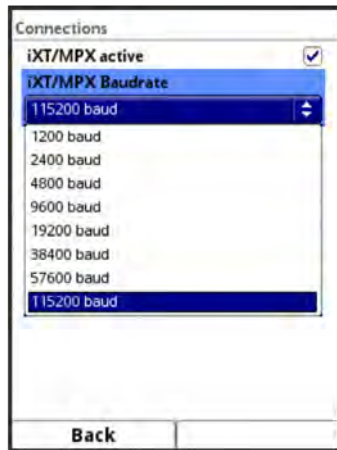 Connections
iXT/MPX active
iXT/MPX Baudrate
115200 baud
1200 baud
2400 baud
4800 baud
9600 baud
19200 baud
38400 baud
57600 baud
115200 baud
Back